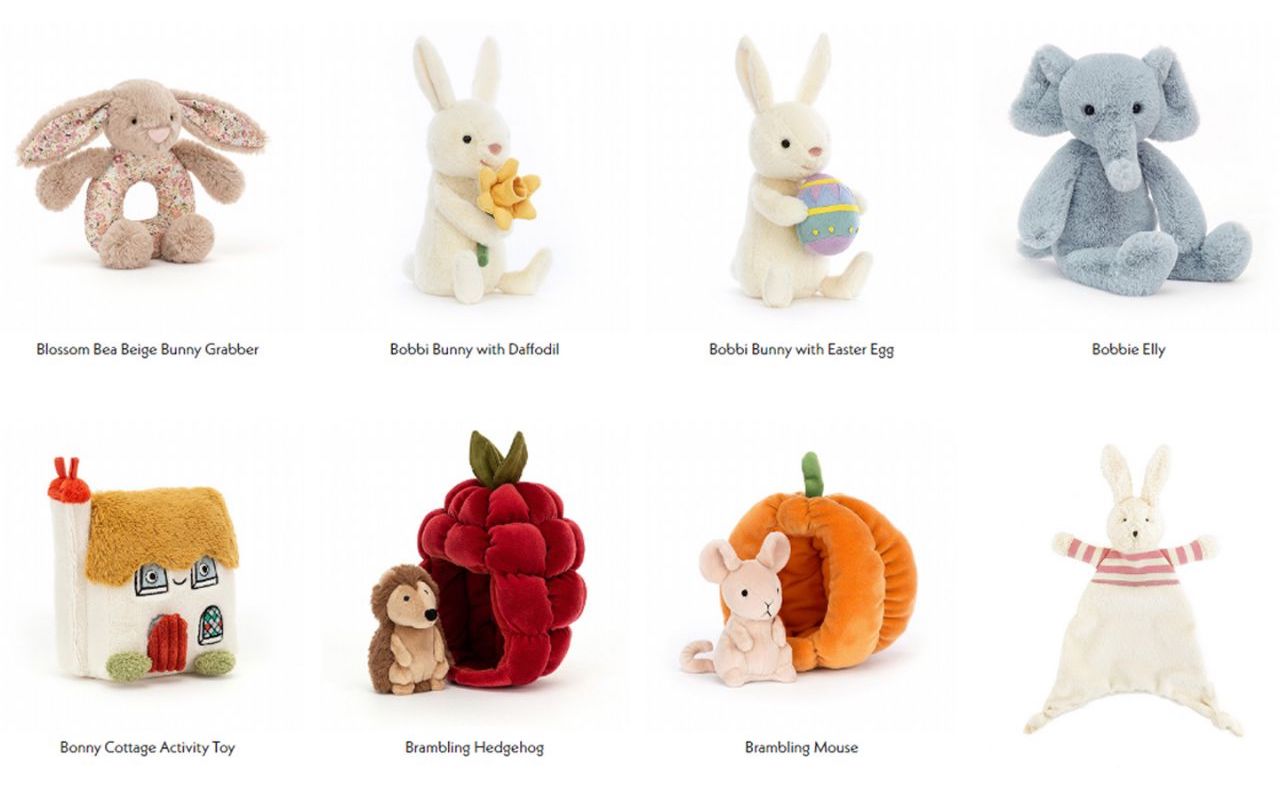 Blossom Bea Beige Bunny Grabber
Bobbi Bunny with Daffodil
Bobbi Bunny with Easter Egg
Bobbie Elly
Bonny Cottage Activity Toy
Brambling Hedgehog
Brambling Mouse